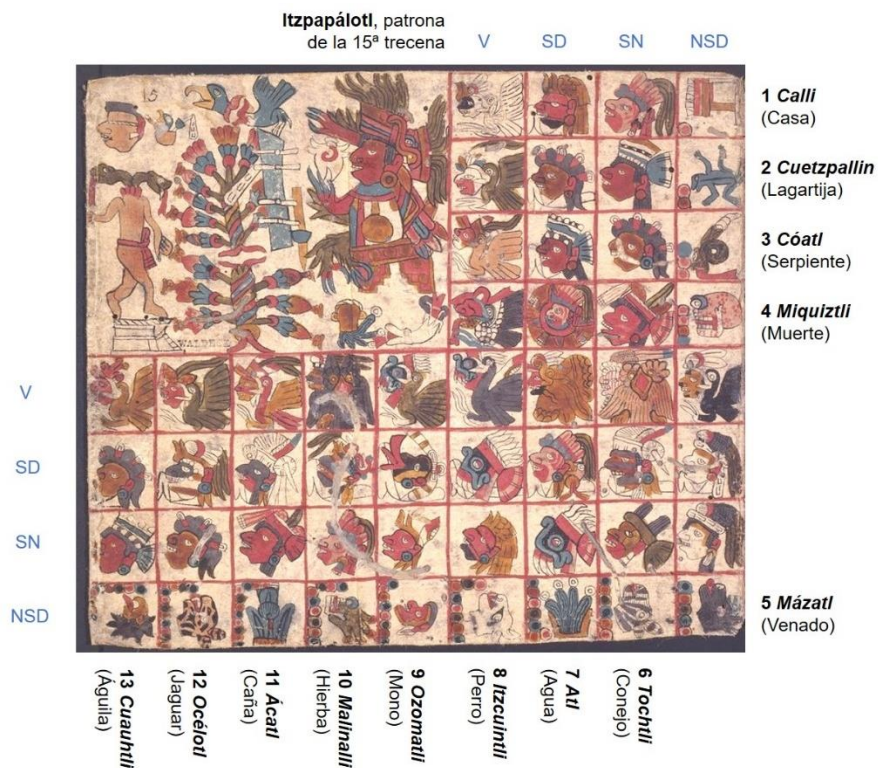 Itzpapálotl, patrona
de la 15ª trecena
V SD SN NSD
1 Calli
(Casa)
2 Cuetzpallin
(Lagartija)
3 Cóatl
(Serpiente)
4 Miquiztli
(Muerte)
15
V
SD
SN
NSD
5 Mázatl
(Venado)
13 Cuauhtli
(Águila)
12 Océlotl
(Jaguar)
11 Ácatl
(Caña)
10 Malinalli
(Hierba)
9 Ozomatli
(Mono)
8 Itzcuintli
(Perro)
7 Atl
(Agua)
6 Tochtli
(Conejo)